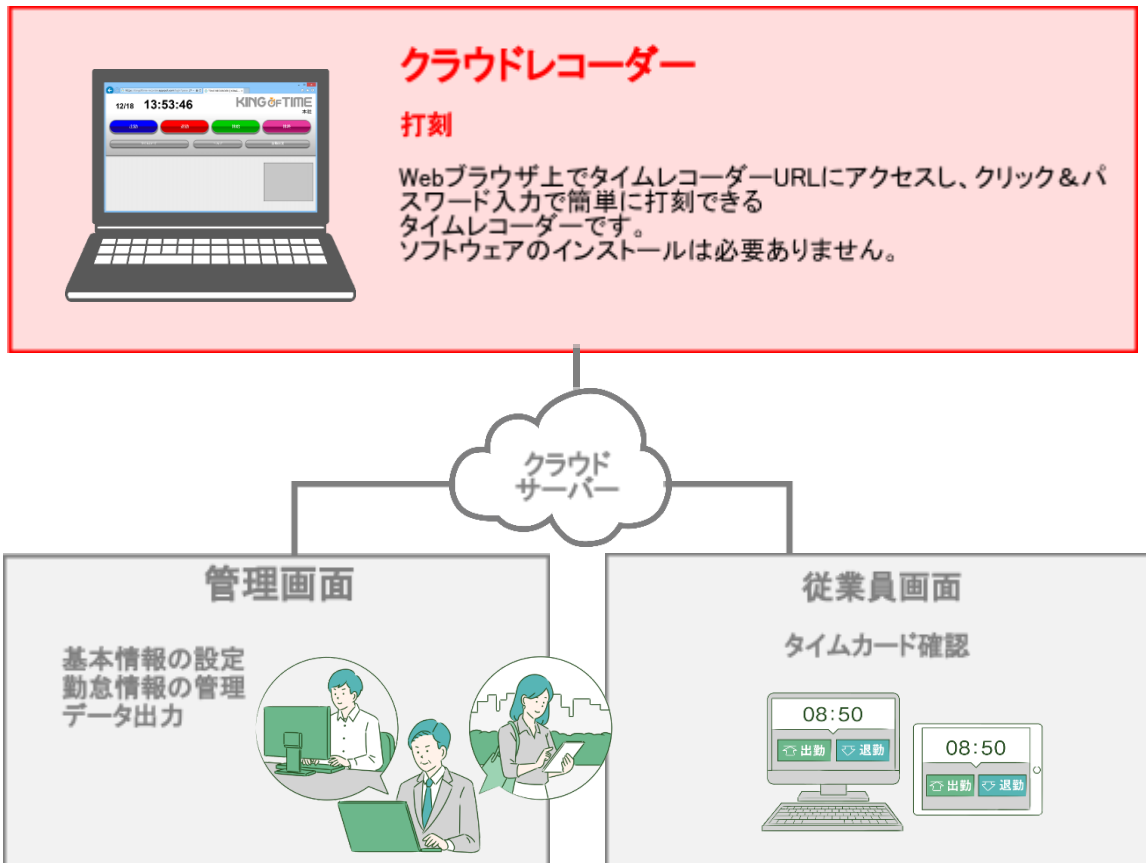 クラウドレコーダー
打刻
Webブラウザ上でタイムレコーダーURLにアクセスし、クリック＆パ
スワード入力で簡単に打刻できる
タイムレコーダーです。
ソフトウェアのインストールは必要ありません。
12/18 13:53:46 KING OF TIME
クラウド
サーバー
管理画面
基本情報の設定
勤怠情報の管理
データ出力
従業員画面
タイムカード確認
08:50
出勤 退勤
08:50
出勤 退勤